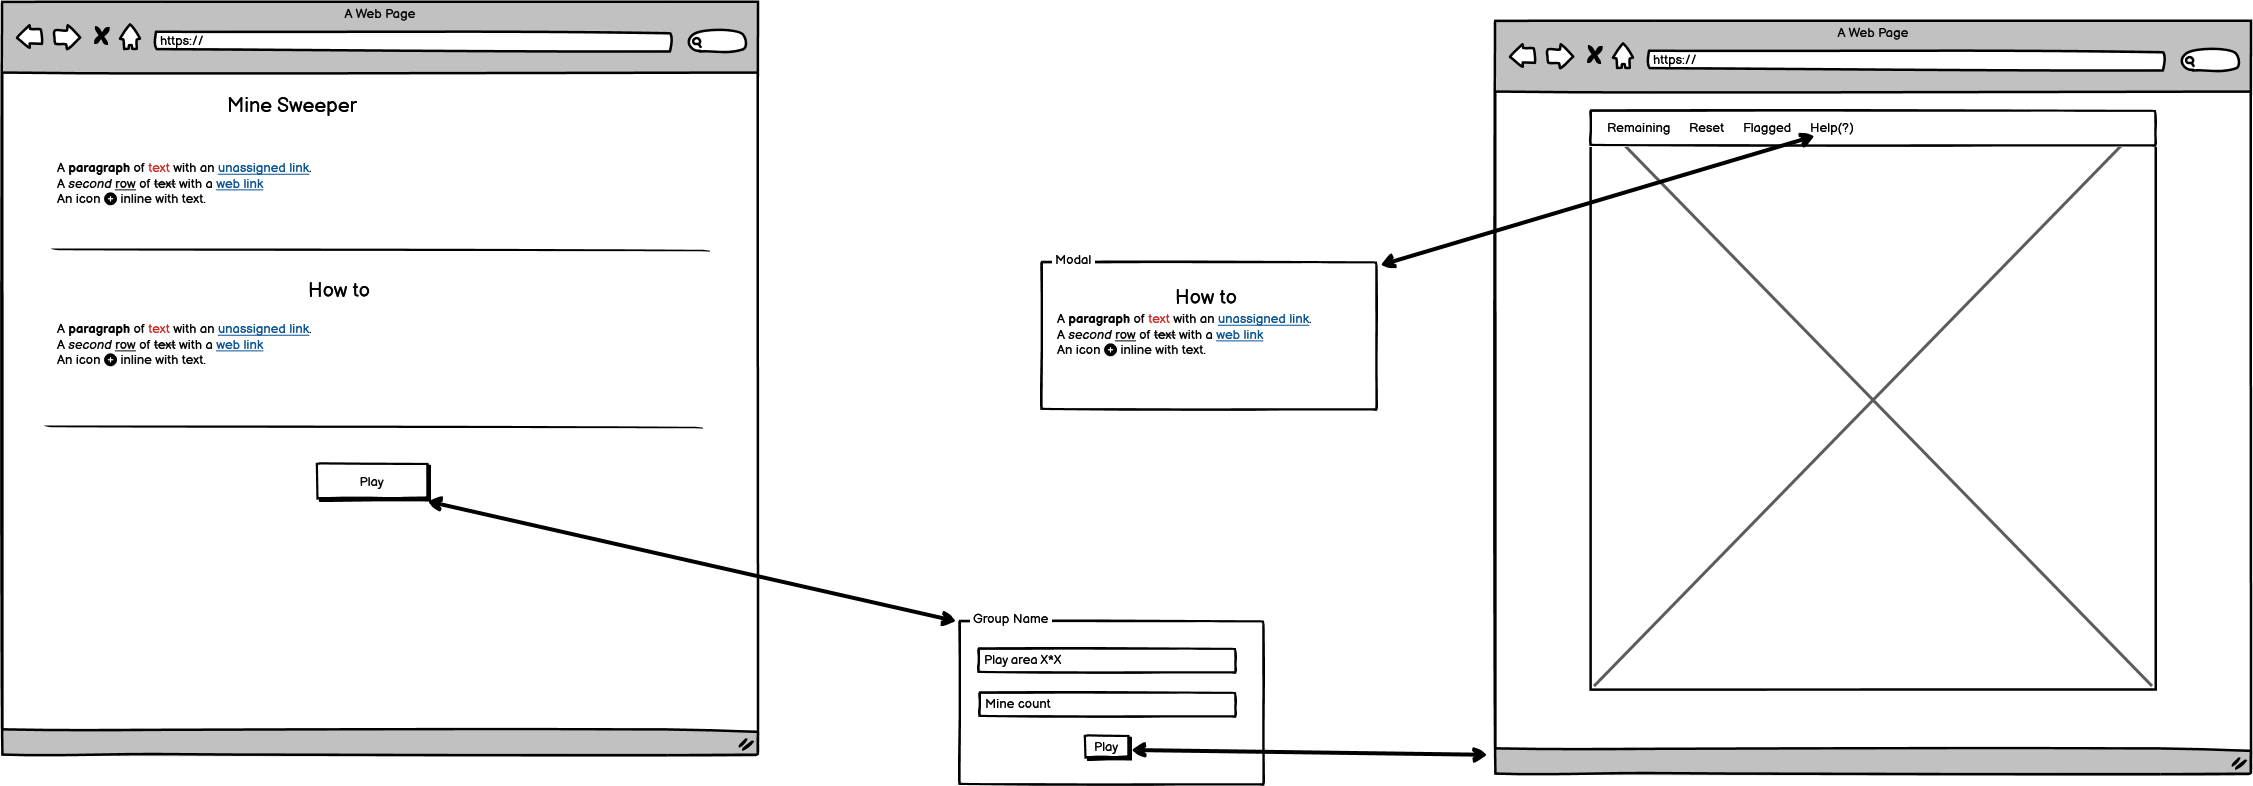 A Web Page
https://
Mine Sweeper
A paragraph of text with an unassigned link.
A second row of text with a web link
An icon inline with text.
How to
A paragraph of text with an unassigned link.
A second row of text with a web link
An icon inline with text.
Play
Modal
How to
A paragraph of text with an unassigned link.
A second row of text with a web link
An icon inline with text.
Group Name
Play area X*X
Mine count
Play
A Web Page
https://
Remaining Reset Flagged Help(?)